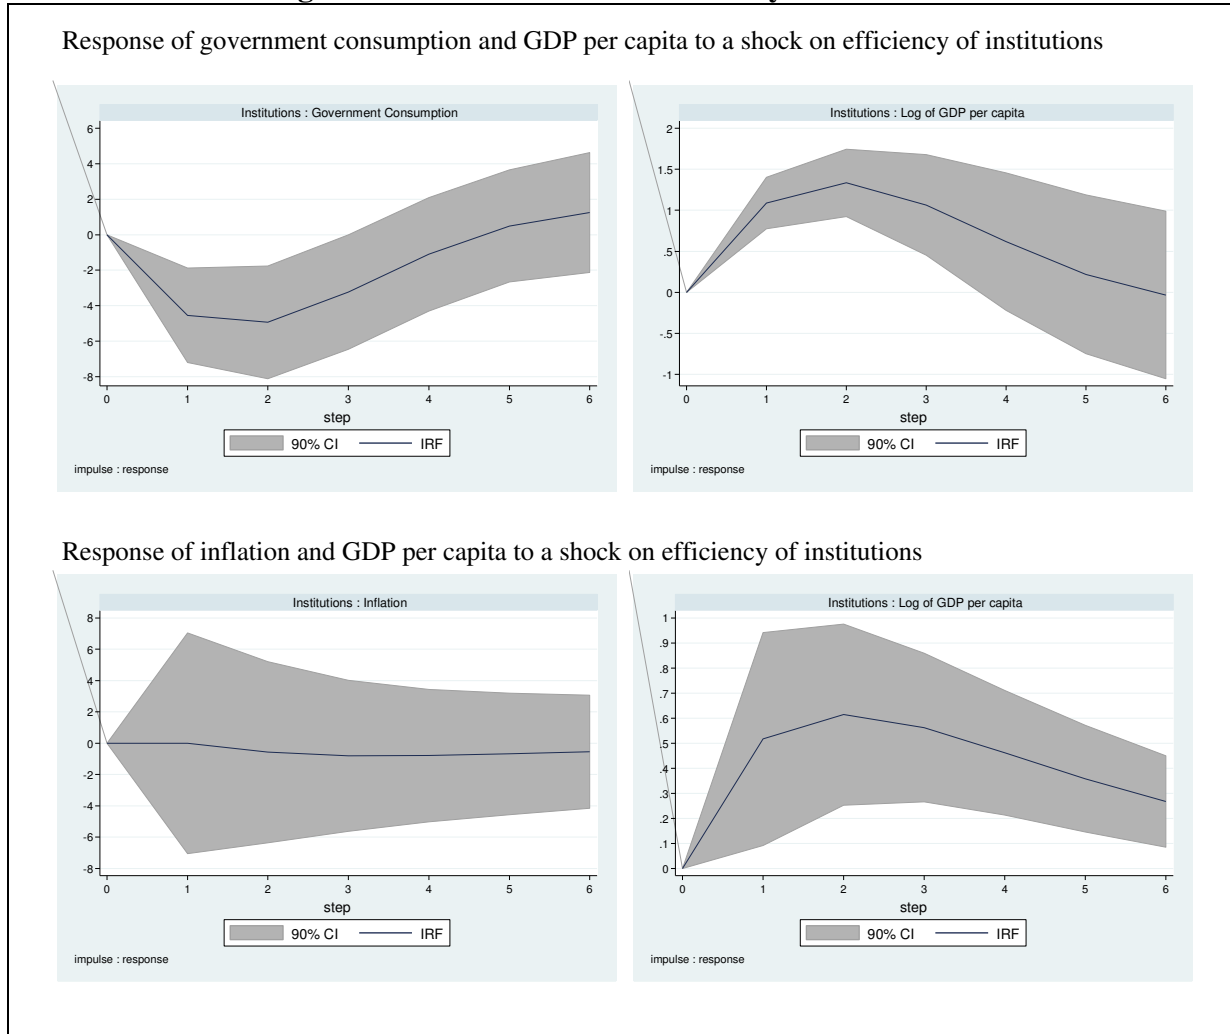 Response of government consumption and GDP per capita to a shock on efficiency of institutions
Institutions : Government Consumption
6
4
2
0
-2
-4
-6
-8
0 1 2 3 4 5 6
step
90% CI IRF
impulse : response
Institutions : Log of GDP per capita
2
1.5
1
.5
0
-.5
-1
0 1 2 3 4 5 6
step
90% CI IRF
impulse : response
Response of inflation and GDP per capita to a shock on efficiency of institutions
Institutions : Inflation
8
6
4
2
0
-2
-4
-6
-8
0 1 2 3 4 5 6
step
90% CI IRF
impulse : response
Institutions : Log of GDP per capita
1
.9
.8
.7
.6
.5
.4
.3
.2
.1
0
0 1 2 3 4 5 6
step
90% CI IRF
impulse : response